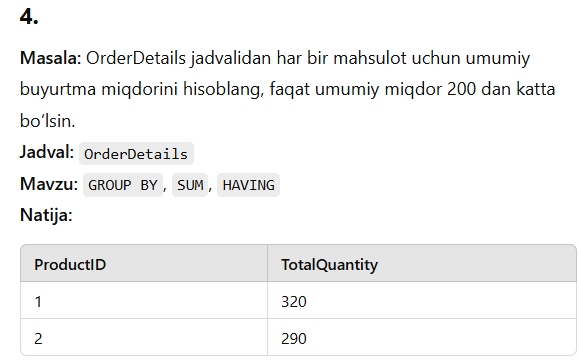 4.
Masala: OrderDetails jadvalidan har bir mahsulot uchun umumiy
buyurtma miqdorini hisoblang, faqat umumiy miqdor 200 dan katta
bo‘lsin.
Jadval: OrderDetails
Mavzu: GROUP BY, SUM, HAVING
Natija:
ProductID TotalQuantity
1 320
2 290